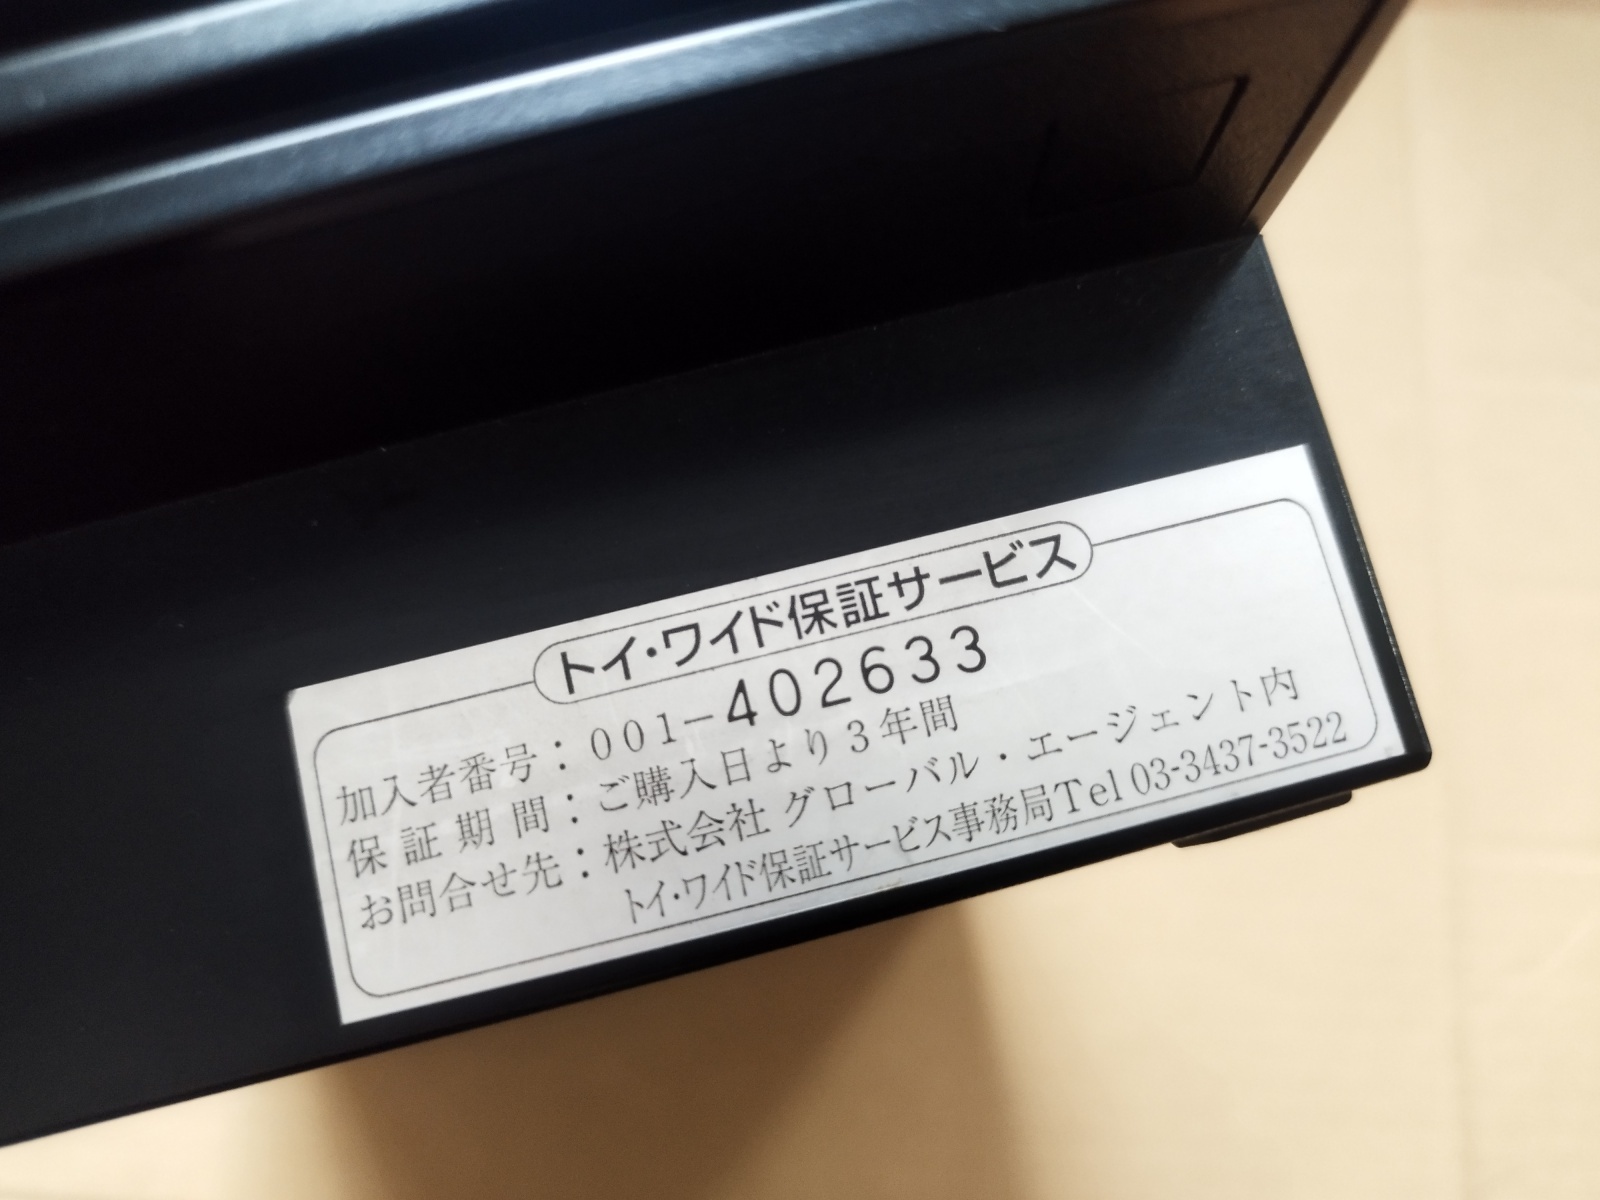 トイ・ワイド保証サービス
加入者番号：001-402633
保証期間：ご購入日より3年間
お問合せ先：株式会社 グローバル・エージェント内
トイ・ワイド保証サービス事務局Tel 03-3437-3522